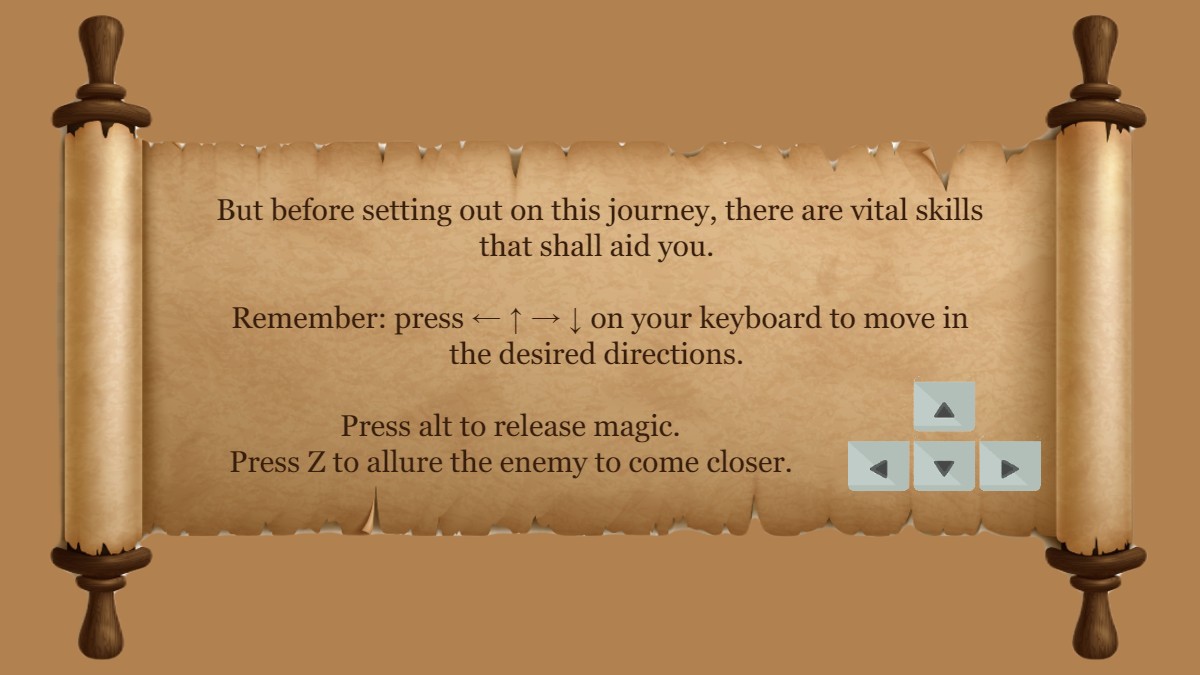 But before setting out on this journey, there are vital skills
that shall aid you.
Remember: press ← ↑ → ↓ on your keyboard to move in
the desired directions.
Press alt to release magic.
Press Z to allure the enemy to come closer.